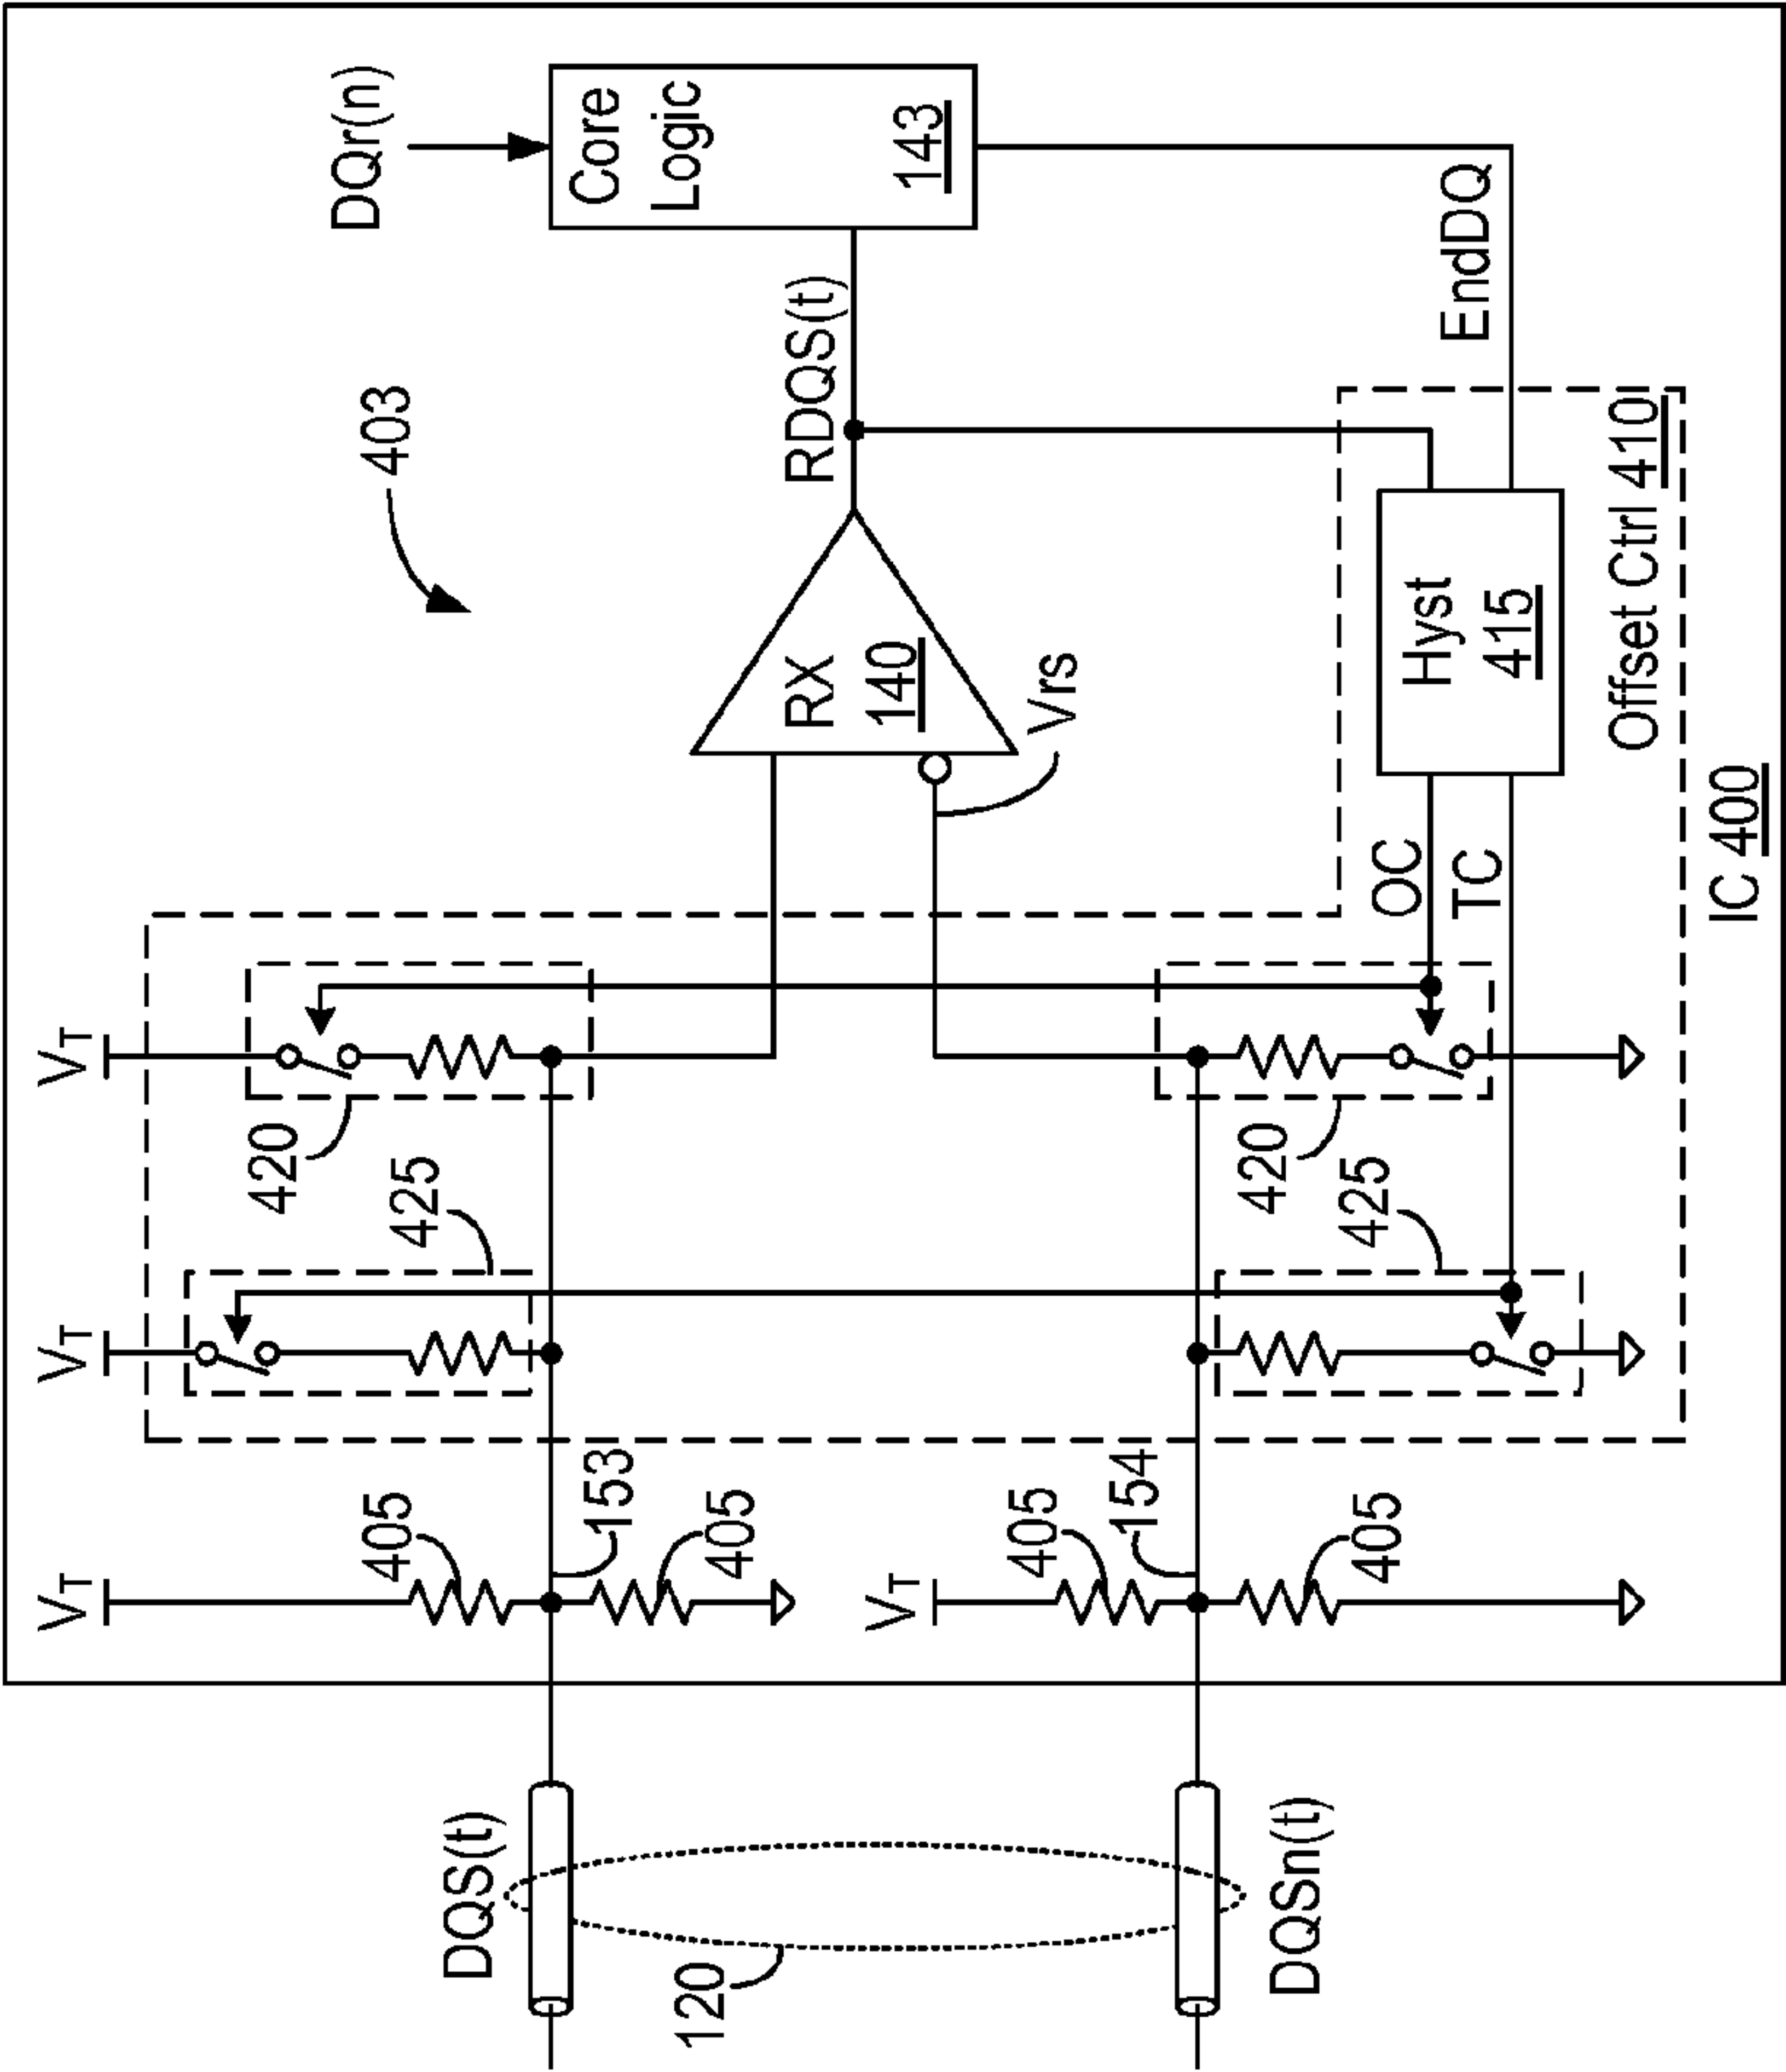 DQr(n)
403
Core
Logic
143
RDQS(t)
EndDQ
RX
140
Vrs
Hyst
415
Offset Ctrl 410
OC
TC
IC 400
VT
420
425
VT
420
425
VT
405
153
405
VT
405
154
405
DQS(t)
120
DQSn(t)